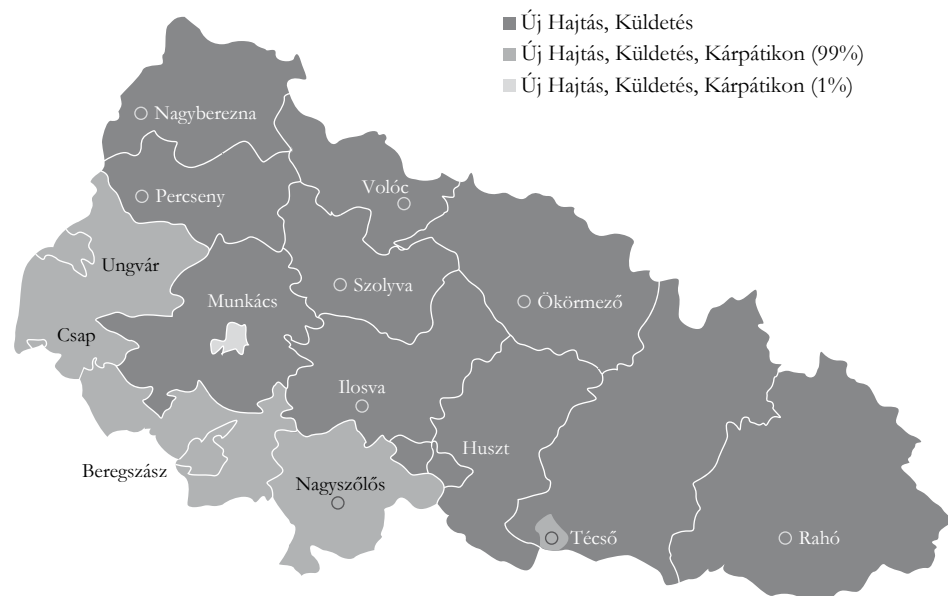 Új Hajtás, Küldetés
Új Hajtás, Küldetés, Kárpátikon (99%)
Új Hajtás, Küldetés, Kárpátikon (1%)
Nagyberezna
Percseny
Volóc
Ungvár
Szolyva
Munkács
Ökörmező
Csap
Ilosva
Huszt
Beregszász
Nagyszőlős
Técső
Rahó